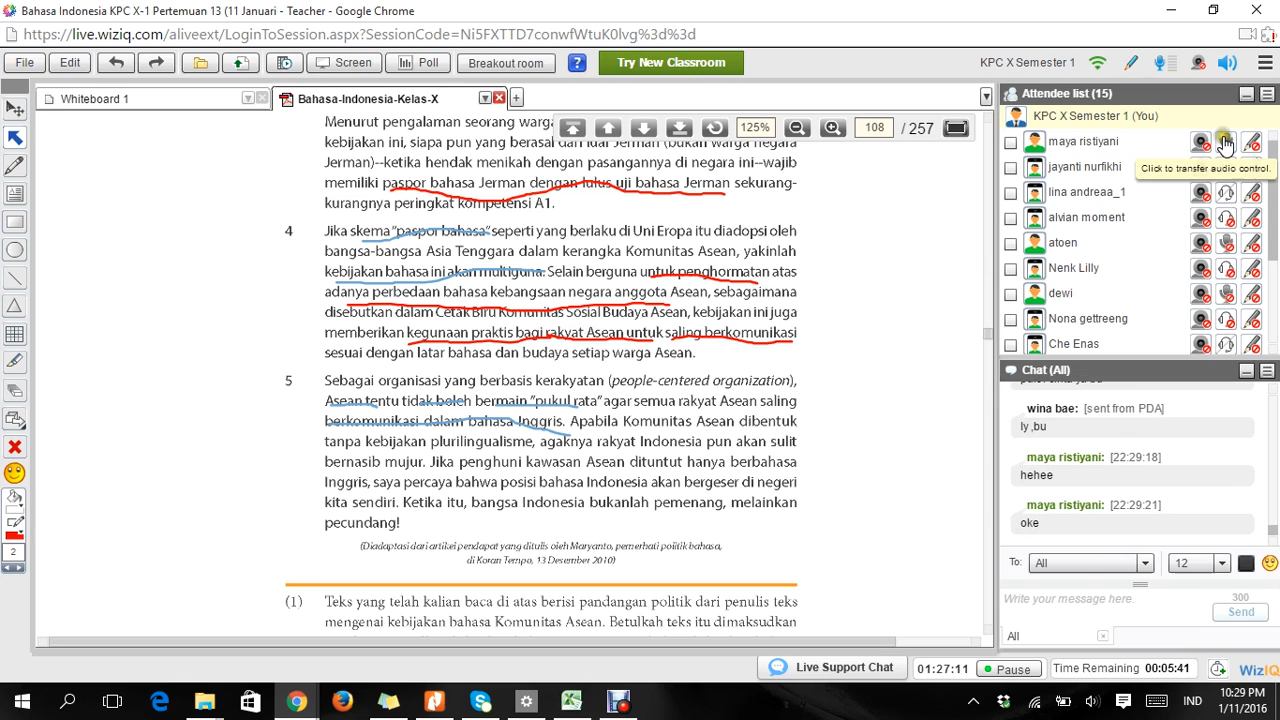 Bahasa Indonesia KPC X-1 Pertemuan 13 (11 Januari - Teacher - Google Chrome
https://live.wiziq.com/aliveext/LoginToSession.aspx?SessionCode=Ni5FXTTD7conwfWtuK0lvg%3d%3d
File Edit Screen Poll Breakout room ? Try New Classroom KPC X Semester 1
Whiteboard 1 Bahasa-Indonesia-Kelas-X
125% 108 / 257
Menurut pengalaman seorang warga
kebijakan ini, siapa pun yang berasal dari luar Jerman (bukan warga negara
Jerman)--ketika hendak menikah dengan pasangannya di negara ini--wajib
memiliki paspor bahasa Jerman dengan lulus uji bahasa Jerman sekurang-
kurangnya peringkat kompetensi A1.
4 Jika skema "paspor bahasa" seperti yang berlaku di Uni Eropa itu diadopsi oleh
bangsa-bangsa Asia Tenggara dalam kerangka Komunitas Asean, yakinlah
kebijakan bahasa ini akan multiguna. Selain berguna untuk penghormatan atas
adanya perbedaan bahasa kebangsaan negara anggota Asean, sebagaimana
disebutkan dalam Cetak Biru Komunitas Sosial Budaya Asean, kebijakan ini juga
memberikan kegunaan praktis bagi rakyat Asean untuk saling berkomunikasi
sesuai dengan latar bahasa dan budaya setiap warga Asean.
5 Sebagai organisasi yang berbasis kerakyatan (people-centered organization),
Asean tentu tidak boleh bermain "pukul rata" agar semua rakyat Asean saling
berkomunikasi dalam bahasa Inggris. Apabila Komunitas Asean dibentuk
tanpa kebijakan plurilingualisme, agaknya rakyat Indonesia pun akan sulit
bernasib mujur. Jika penghuni kawasan Asean dituntut hanya berbahasa
Inggris, saya percaya bahwa posisi bahasa Indonesia akan bergeser di negeri
kita sendiri. Ketika itu, bangsa Indonesia bukanlah pemenang, melainkan
pecundang!
(Diadaptasi dari artikel pendapat yang ditulis oleh Maryanto, pemerhati politik bahasa,
di Koran Tempo, 13 Desember 2010)
(1) Teks yang telah kalian baca di atas berisi pandangan politik dari penulis teks
mengenai kebijakan bahasa Komunitas Asean. Betulkah teks itu dimaksudkan
2
Attendee list (15)
KPC X Semester 1 (You)
maya ristiyani
Click to transfer audio control.
jayanti nurfikhi
lina andreaa_1
alvian moment
atoen
Nenk Lilly
dewi
Nona gettreeng
Che Enas
Chat (All)
wina bae: [sent from PDA]
Iy,bu
maya ristiyani: [22:29:18]
hehee
maya ristiyani: [22:29:21]
oke
To: All 12
Write your message here. 300
Send
All
Live Support Chat 01:27:11 Pause Time Remaining 00:05:41 WizIQ
IND 10:29 PM
1/11/2016